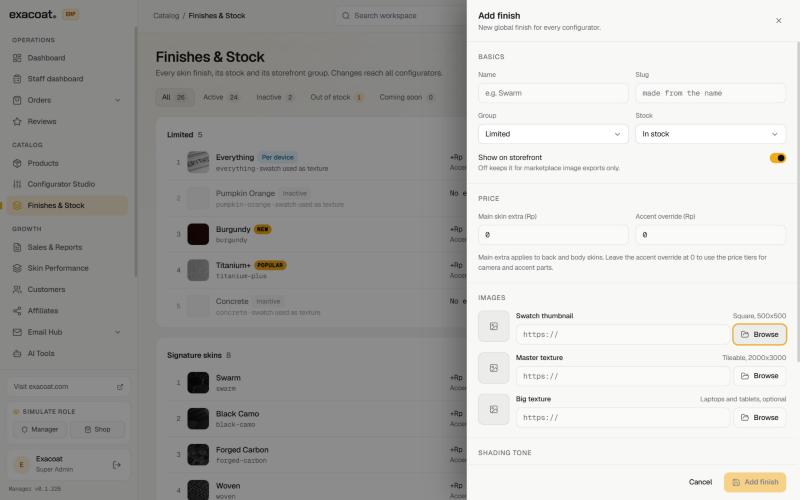 exacoat. ERP
Catalog / Finishes & Stock
Search workspace
OPERATIONS
Dashboard
Staff dashboard
Orders
Reviews
CATALOG
Products
Configurator Studio
Finishes & Stock
GROWTH
Sales & Reports
Skin Performance
Customers
Affiliates
Email Hub
AI Tools
Visit exacoat.com
SIMULATE ROLE
Manager
Shop
E
Exacoat
Super Admin
Manager v0.1.225
Finishes & Stock
Every skin finish, its stock and its storefront group. Changes reach all configurators.
All 26
Active 24
Inactive 2
Out of stock 1
Coming soon 0
Limited 5
1 Everything Per device +Rp
everything · swatch used as texture
2 Pumpkin Orange Inactive
pumpkin-orange · swatch used as texture
3 Burgundy NEW +Rp
burgundy
4 Titanium+ POPULAR +Rp
titanium-plus
5 Concrete Inactive
concrete · swatch used as texture
Signature skins 8
1 Swarm +Rp
swarm
2 Black Camo +Rp
black-camo
3 Forged Carbon +Rp
forged-carbon
4 Woven +Rp
woven
Add finish
New global finish for every configurator.
BASICS
Name
Slug
e.g. Swarm
made from the name
Group
Stock
Limited
In stock
Show on storefront
Off keeps it for marketplace image exports only.
PRICE
Main skin extra (Rp)
Accent override (Rp)
0
0
Main extra applies to back and body skins. Leave the accent override at 0 to use the price tiers for
camera and accent parts.
IMAGES
Swatch thumbnail
Square, 500x500
https://
Browse
Master texture
Tileable, 2000x3000
https://
Browse
Big texture
Laptops and tablets, optional
https://
Browse
SHADING TONE
Cancel
Add finish